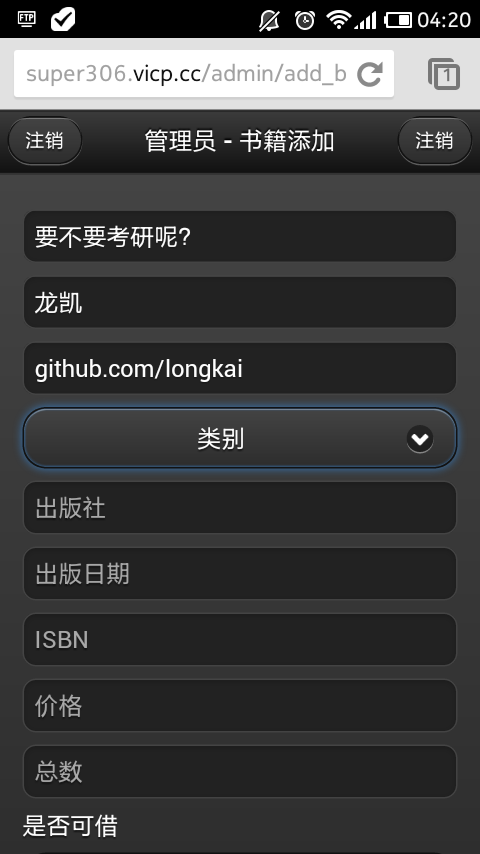 FTP
04:20
super306.vicp.cc/admin/add_b
1
注销
管理员 - 书籍添加
注销
要不要考研呢?
龙凯
github.com/longkai
类别
出版社
出版日期
ISBN
价格
总数
是否可借